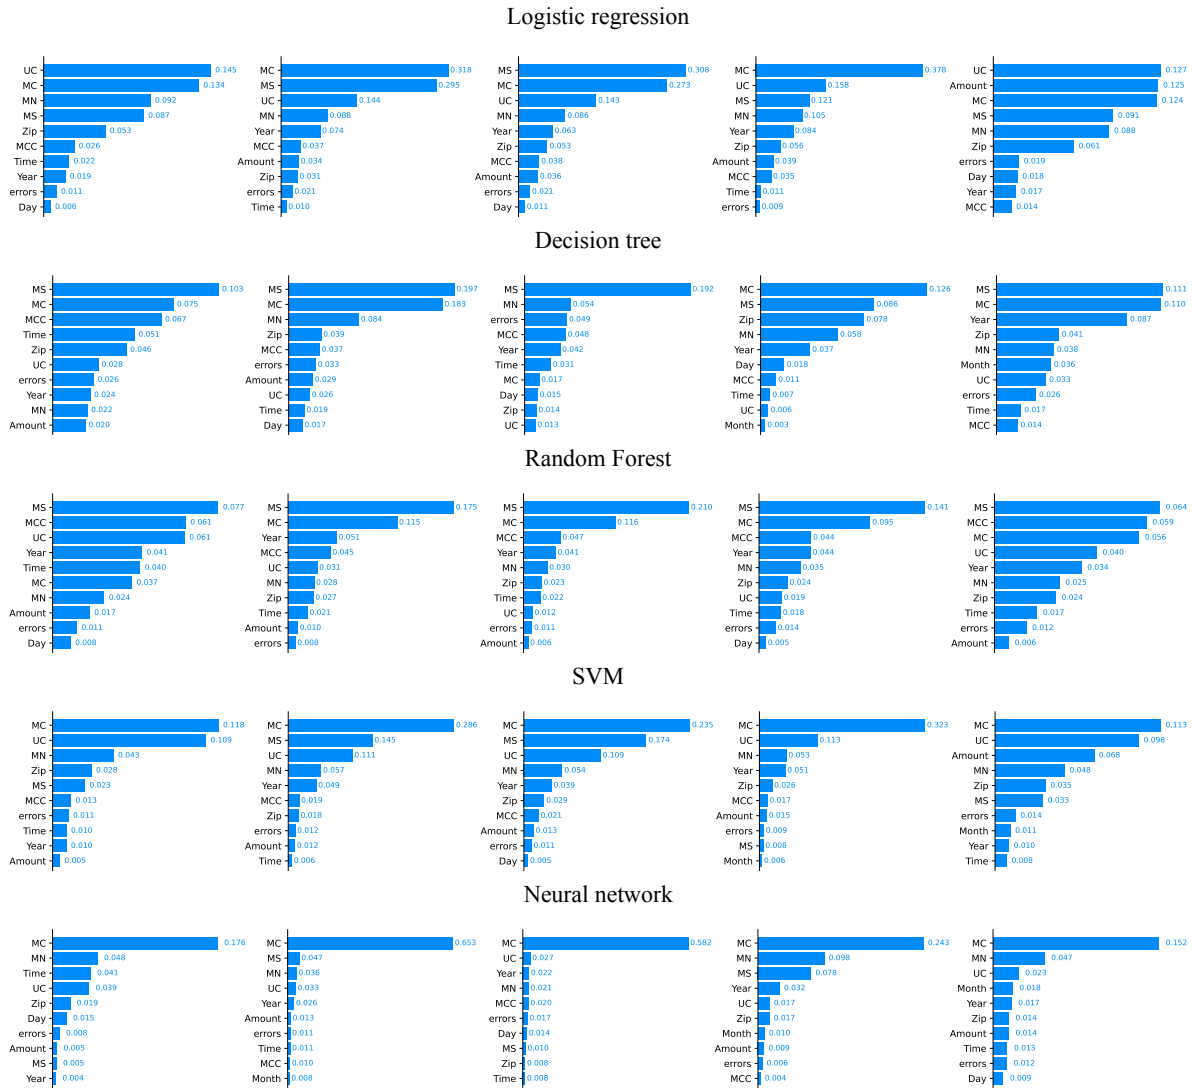 Logistic regression
UC 0.145
MC 0.134
MN 0.092
MS 0.087
Zip 0.053
MCC 0.026
Time 0.022
Year 0.019
errors 0.011
Day 0.006
MC 0.318
MS 0.295
UC 0.144
MN 0.088
Year 0.074
MCC 0.037
Amount 0.034
Zip 0.031
errors 0.021
Time 0.010
MS 0.308
MC 0.273
UC 0.143
MN 0.086
Year 0.063
Zip 0.053
MCC 0.038
Amount 0.036
errors 0.021
Day 0.011
MC 0.378
UC 0.158
MS 0.121
MN 0.105
Year 0.084
Zip 0.056
Amount 0.039
MCC 0.035
Time 0.011
errors 0.009
UC 0.127
Amount 0.125
MC 0.124
MS 0.091
MN 0.088
Zip 0.061
errors 0.019
Day 0.018
Year 0.017
MCC 0.014
Decision tree
MS 0.103
MC 0.075
MCC 0.067
Time 0.051
Zip 0.046
UC 0.028
errors 0.026
Year 0.024
MN 0.022
Amount 0.020
MS 0.197
MC 0.183
MN 0.084
Zip 0.039
MCC 0.037
errors 0.033
Amount 0.029
UC 0.026
Time 0.019
Day 0.017
MS 0.192
MN 0.054
errors 0.049
MCC 0.048
Year 0.042
Time 0.031
MC 0.017
Day 0.015
Zip 0.014
UC 0.013
MC 0.126
MS 0.086
Zip 0.078
MN 0.058
Year 0.037
Day 0.018
MCC 0.011
Time 0.007
UC 0.006
Month 0.003
MS 0.111
MC 0.110
Year 0.087
Zip 0.041
MN 0.038
Month 0.036
UC 0.033
errors 0.026
Time 0.017
MCC 0.014
Random Forest
MS 0.077
MCC 0.061
UC 0.061
Year 0.041
Time 0.040
MC 0.037
MN 0.024
Amount 0.017
errors 0.011
Day 0.008
MS 0.175
MC 0.115
Year 0.051
MCC 0.045
UC 0.031
MN 0.028
Zip 0.027
Time 0.021
Amount 0.010
errors 0.008
MS 0.210
MC 0.116
MCC 0.047
Year 0.041
MN 0.030
Zip 0.023
Time 0.022
UC 0.012
errors 0.011
Amount 0.006
MS 0.141
MC 0.095
MCC 0.044
Year 0.044
MN 0.035
Zip 0.024
UC 0.019
Time 0.018
errors 0.014
Day 0.005
MS 0.064
MCC 0.059
MC 0.056
UC 0.040
Year 0.034
MN 0.025
Zip 0.024
Time 0.017
errors 0.012
Amount 0.006
SVM
MC 0.118
UC 0.109
MN 0.043
Zip 0.028
MS 0.023
MCC 0.013
errors 0.011
Time 0.010
Year 0.010
Amount 0.005
MC 0.286
MS 0.145
UC 0.111
MN 0.057
Year 0.049
MCC 0.019
Zip 0.018
errors 0.012
Amount 0.012
Time 0.006
MC 0.235
MS 0.174
UC 0.109
MN 0.054
Year 0.039
Zip 0.029
MCC 0.021
Amount 0.013
errors 0.011
Day 0.005
MC 0.323
UC 0.113
MN 0.053
Year 0.051
Zip 0.026
MCC 0.017
Amount 0.015
errors 0.009
MS 0.008
Month 0.006
MC 0.113
UC 0.098
Amount 0.068
MN 0.048
Zip 0.035
MS 0.033
errors 0.014
Month 0.011
Year 0.010
Time 0.008
Neural network
MC 0.176
MN 0.048
Time 0.041
UC 0.039
Zip 0.019
Day 0.015
errors 0.008
Amount 0.005
MS 0.005
Year 0.004
MC 0.653
MS 0.047
MN 0.036
UC 0.033
Year 0.026
Amount 0.013
errors 0.011
Time 0.011
MCC 0.010
Month 0.008
MC 0.582
UC 0.027
Year 0.022
MN 0.021
MCC 0.020
errors 0.017
Day 0.014
MS 0.010
Zip 0.008
Time 0.008
MC 0.243
MN 0.098
MS 0.078
Year 0.032
UC 0.017
Zip 0.017
Month 0.010
Amount 0.009
errors 0.006
MCC 0.004
MC 0.152
MN 0.047
UC 0.023
Month 0.018
Year 0.017
Zip 0.014
Amount 0.014
Time 0.013
errors 0.012
Day 0.009